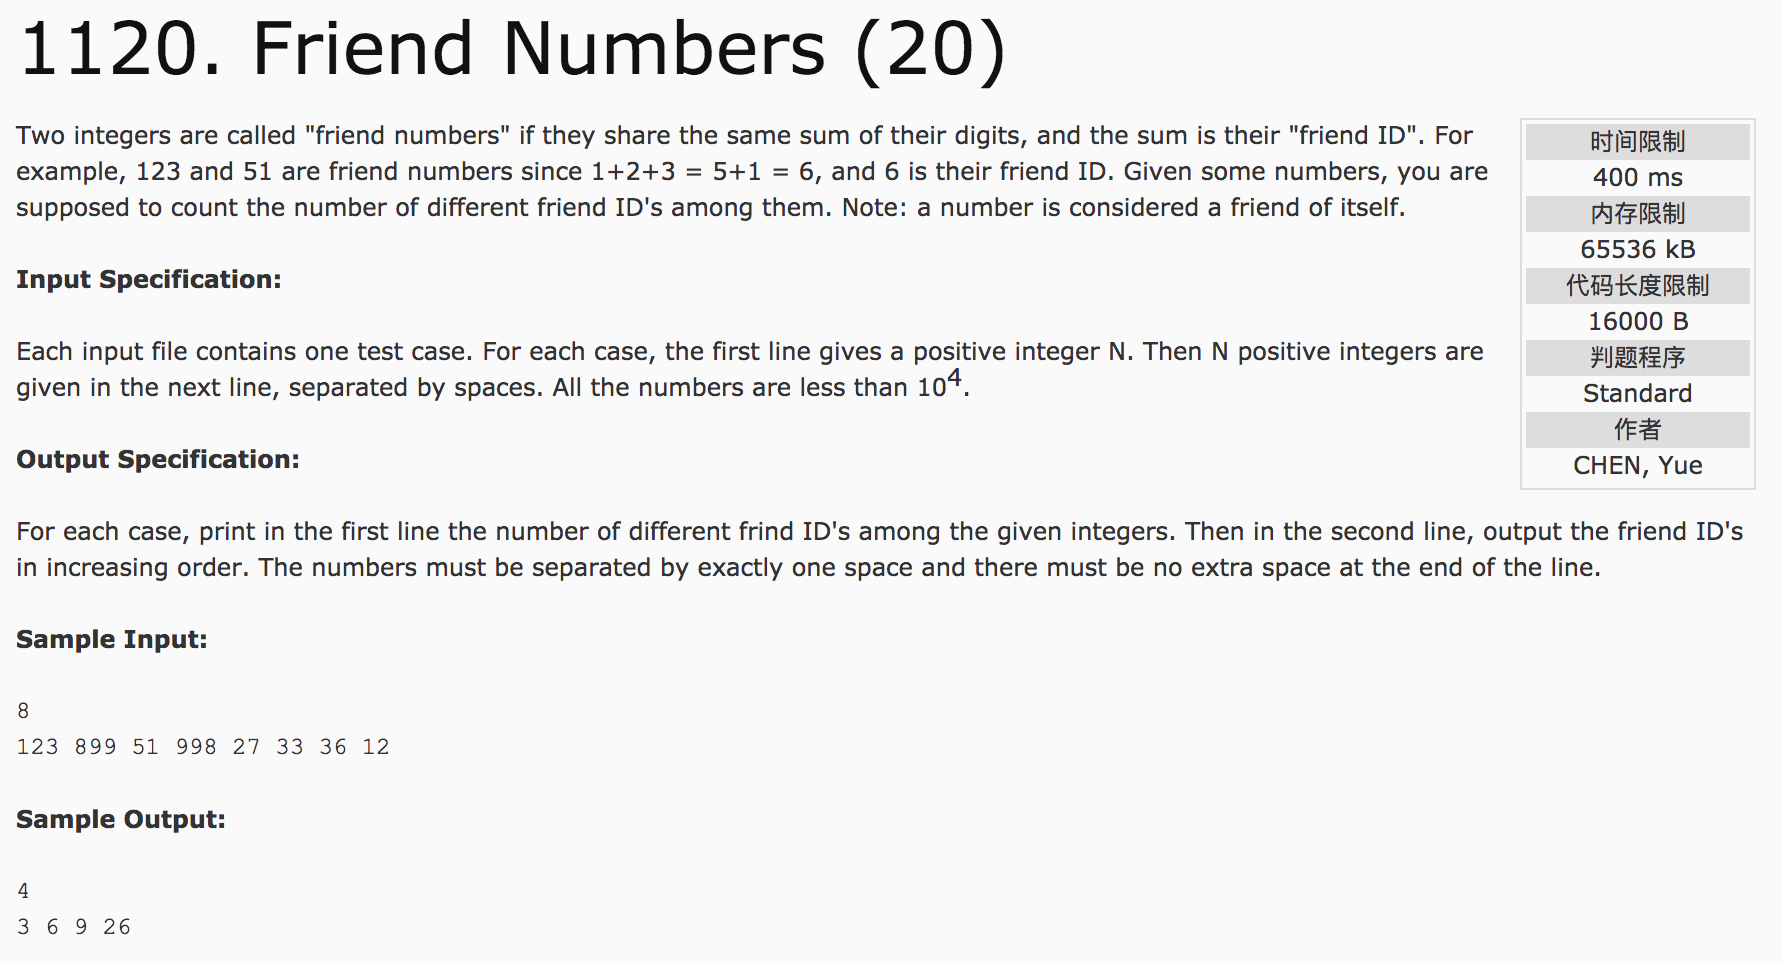 1120. Friend Numbers (20)
Two integers are called "friend numbers" if they share the same sum of their digits, and the sum is their "friend ID". For
example, 123 and 51 are friend numbers since 1+2+3 = 5+1 = 6, and 6 is their friend ID. Given some numbers, you are
supposed to count the number of different friend ID's among them. Note: a number is considered a friend of itself.
Input Specification:
Each input file contains one test case. For each case, the first line gives a positive integer N. Then N positive integers are
given in the next line, separated by spaces. All the numbers are less than 10^4.
Output Specification:
For each case, print in the first line the number of different frind ID's among the given integers. Then in the second line, output the friend ID's
in increasing order. The numbers must be separated by exactly one space and there must be no extra space at the end of the line.
Sample Input:
8
123 899 51 998 27 33 36 12
Sample Output:
4
3 6 9 26
时间限制
400 ms
内存限制
65536 kB
代码长度限制
16000 B
判题程序
Standard
作者
CHEN, Yue